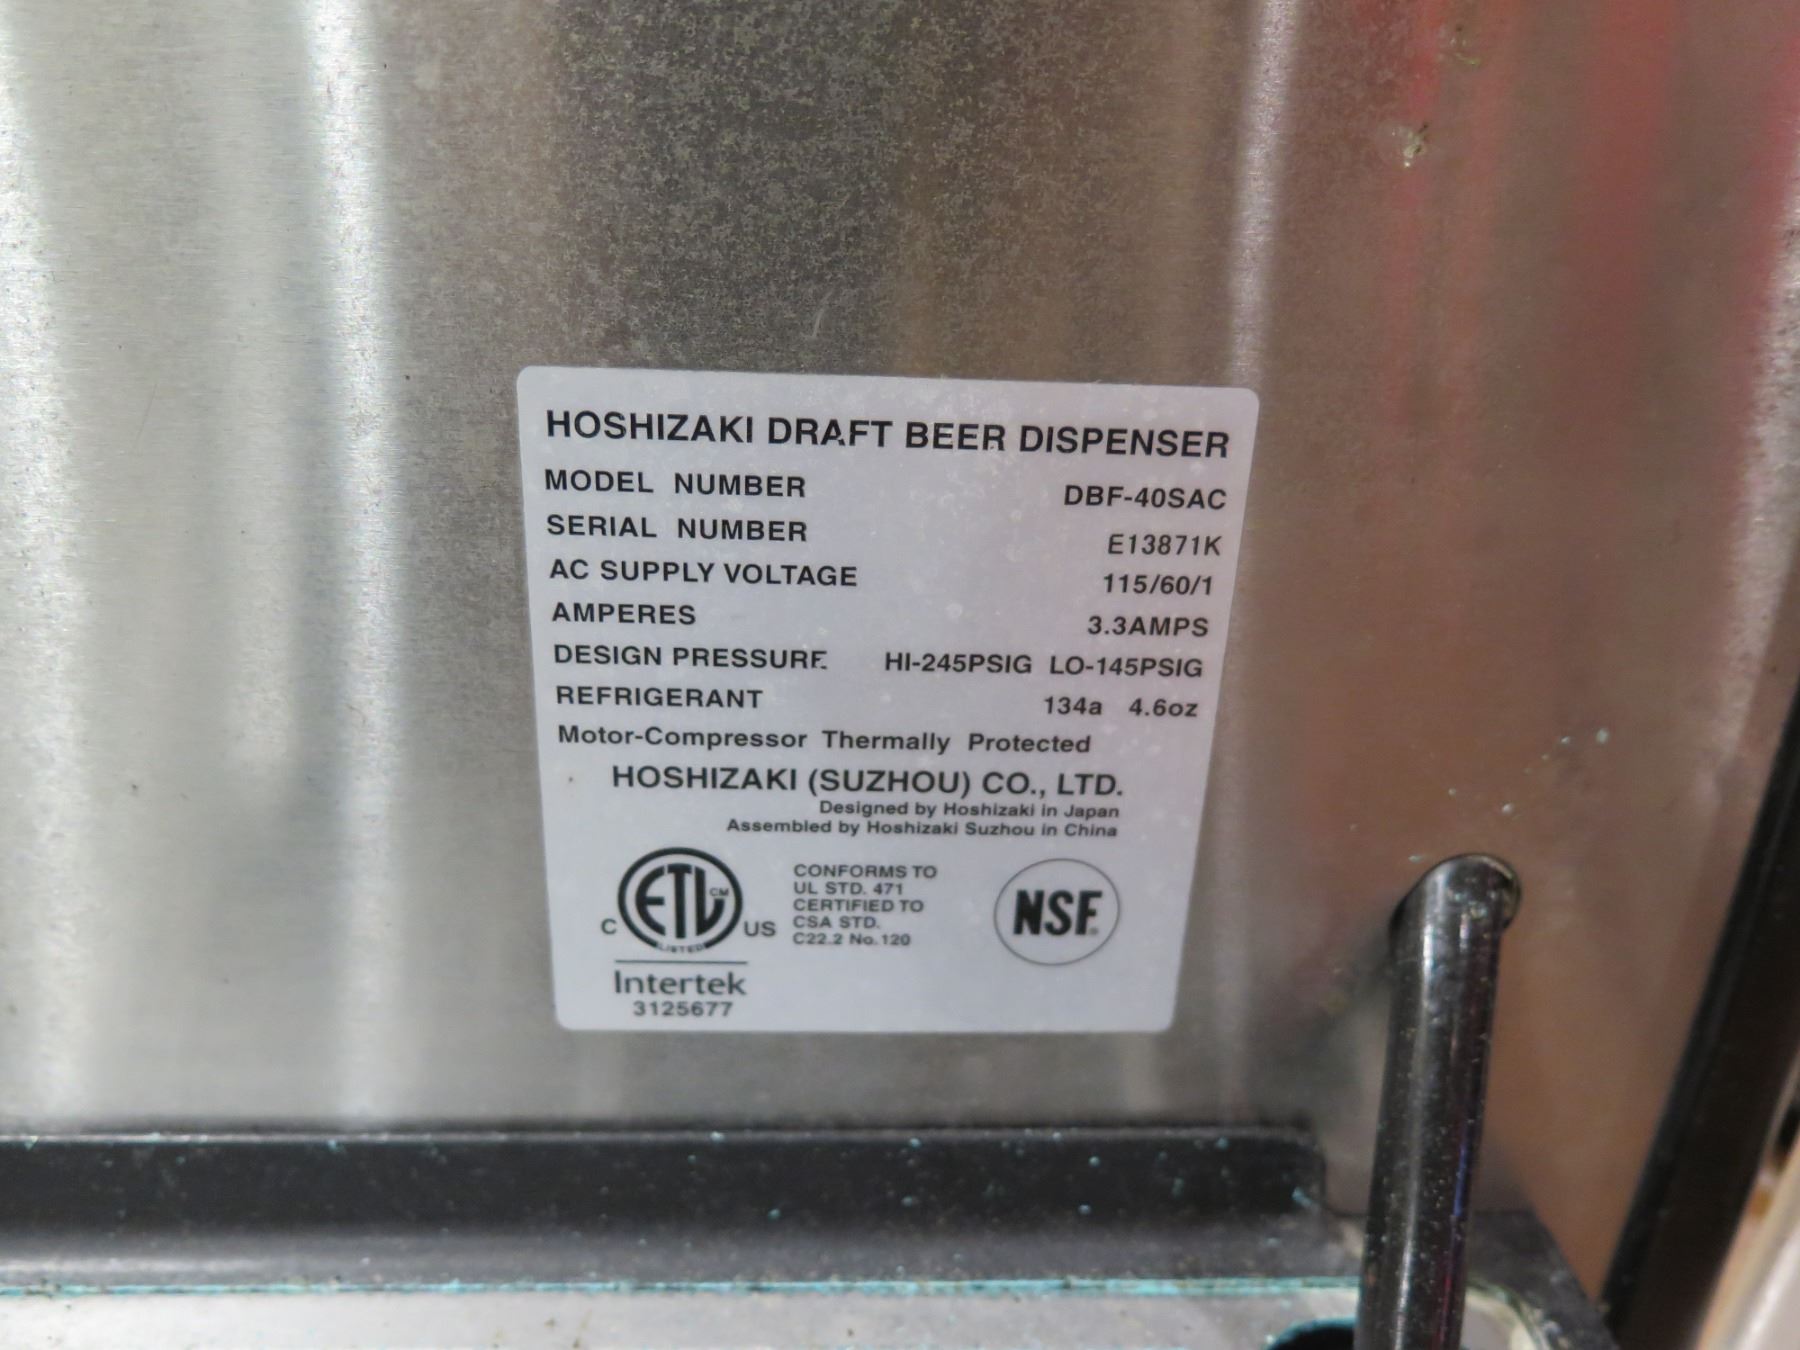 HOSHIZAKI DRAFT BEER DISPENSER
MODEL NUMBER DBF-40SAC
SERIAL NUMBER E13871K
AC SUPPLY VOLTAGE 115/60/1
AMPERES 3.3AMPS
DESIGN PRESSURE HI-245PSIG LO-145PSIG
REFRIGERANT 134a 4.6oz
Motor-Compressor Thermally Protected
HOSHIZAKI (SUZHOU) CO., LTD.
Designed by Hoshizaki in Japan
Assembled by Hoshizaki Suzhou in China
C ETL CM US
LISTED
Intertek
3125677
CONFORMS TO
UL STD. 471
CERTIFIED TO
CSA STD.
C22.2 No.120
NSF®